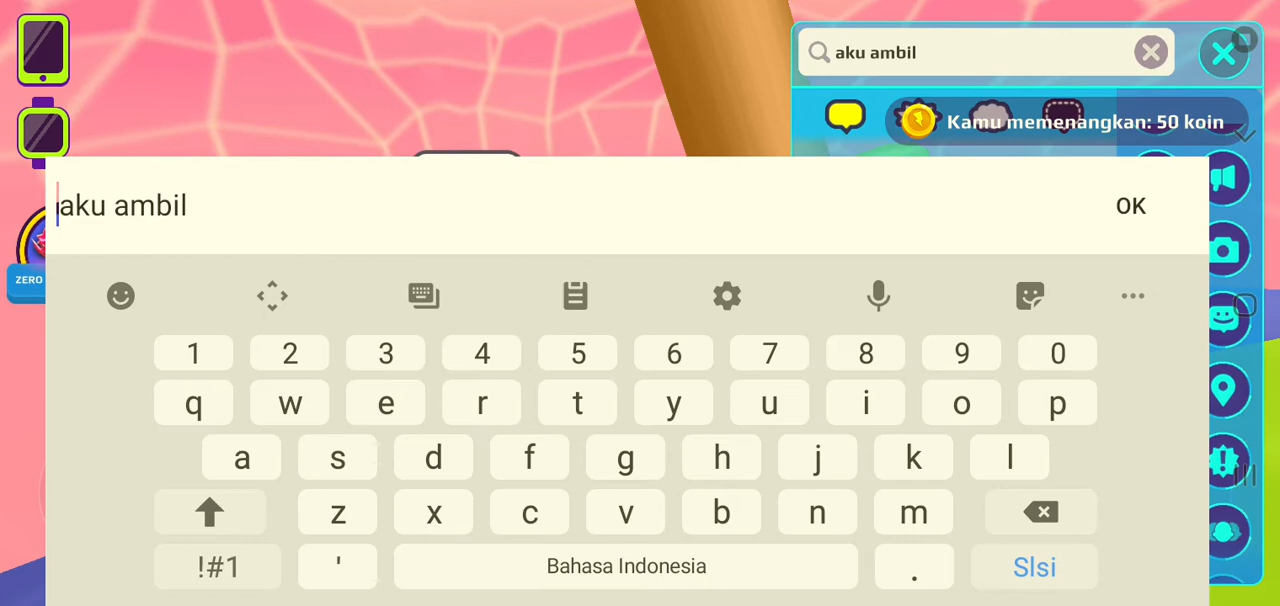 aku ambil
Kamu memenangkan: 50 koin
aku ambil
OK
ZERO
1 2 3 4 5 6 7 8 9 0
q w e r t y u i o p
a s d f g h j k l
z x c v b n m
!#1 ' Bahasa Indonesia . Slsi